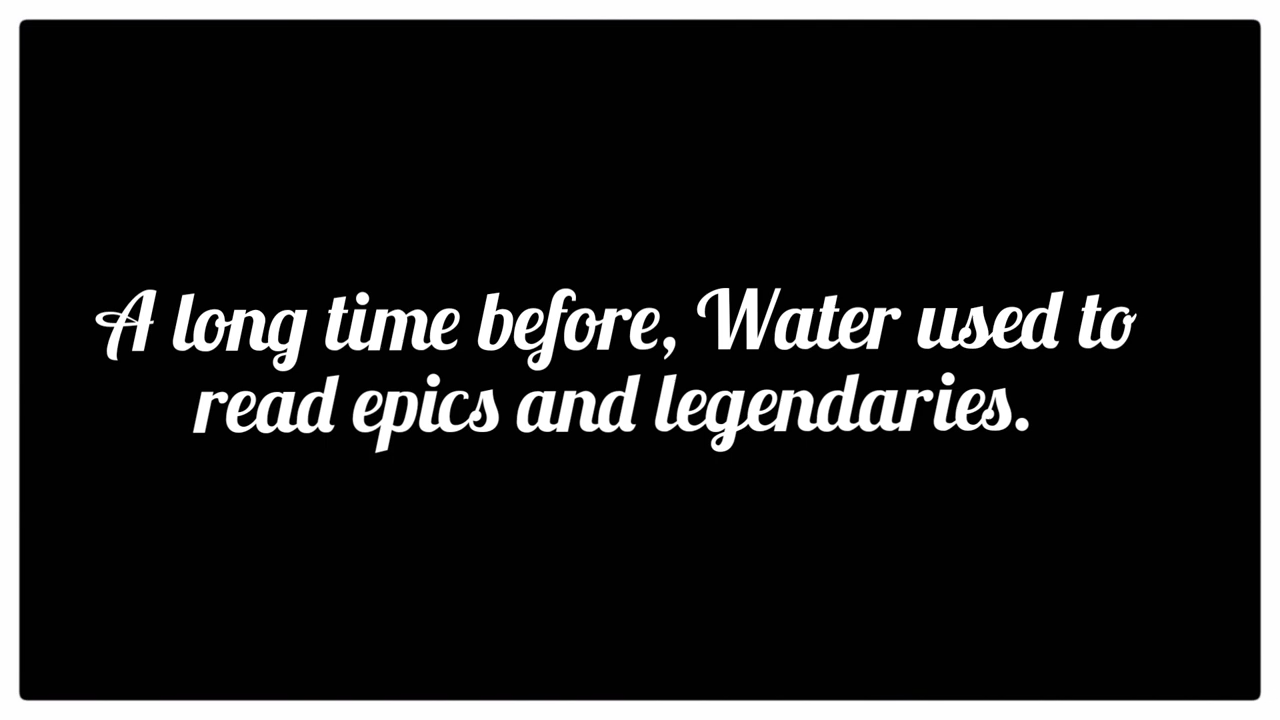 A long time before, Water used to
read epics and legendaries.